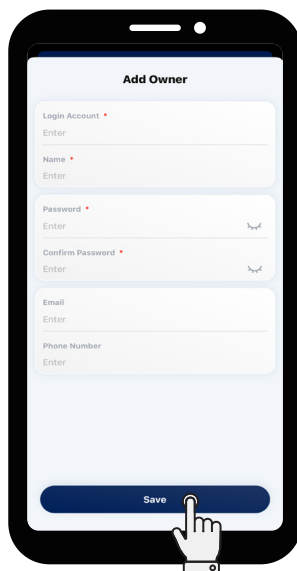 Add Owner
Login Account *
Enter
Name *
Enter
Password *
Enter
Confirm Password *
Enter
Email
Enter
Phone Number
Enter
Save